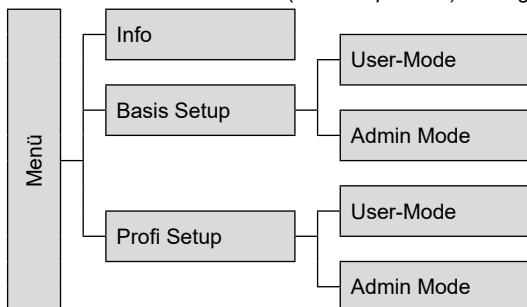 Menü
Info
Basis Setup
User-Mode
Admin Mode
Profi Setup
User-Mode
Admin Mode